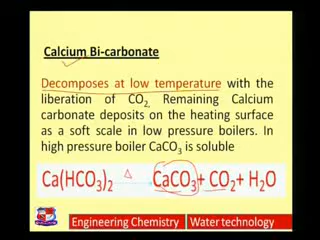 Calcium Bi-carbonate
Decomposes at low temperature with the
liberation of CO₂, Remaining Calcium
carbonate deposits on the heating surface
as a soft scale in low pressure boilers. In
high pressure boiler CaCO₃ is soluble
Δ
Ca(HCO₃)₂ → CaCO₃+ CO₂+ H₂O
Engineering Chemistry Water technology